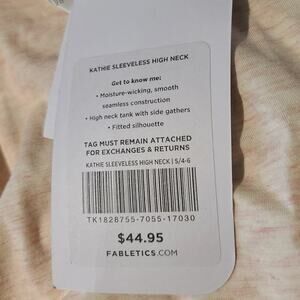 KATHIE SLEEVELESS HIGH NECK
Get to know me:
• Moisture-wicking, smooth
seamless construction
• High neck tank with side gathers
• Fitted silhouette
TAG MUST REMAIN ATTACHED
FOR EXCHANGES & RETURNS
KATHIE SLEEVELESS HIGH NECK | S/4-6
TK1828755-7055-17030
$44.95
FABLETICS.COM